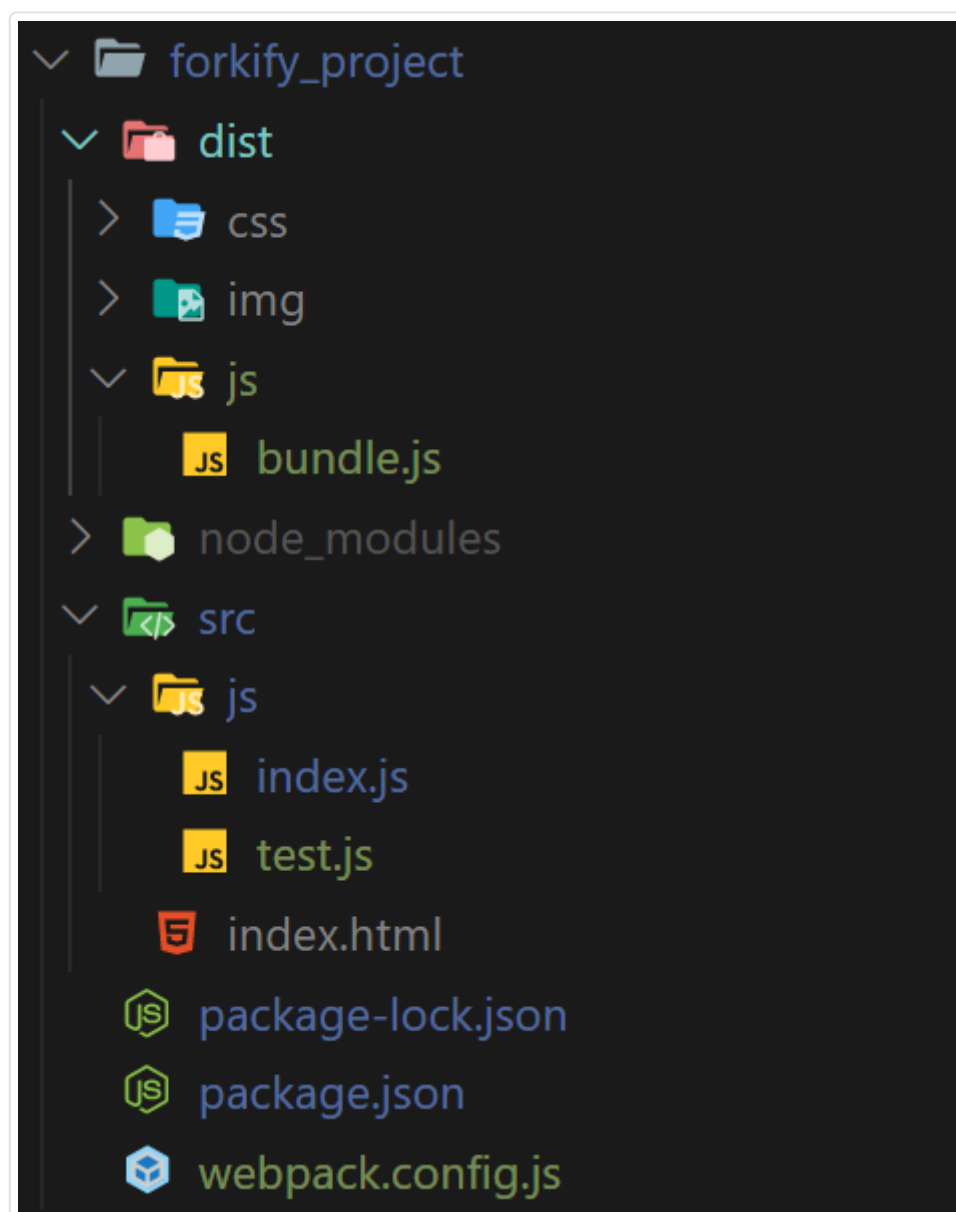 forkify_project
dist
css
img
js
bundle.js
node_modules
src
js
index.js
test.js
index.html
package-lock.json
package.json
webpack.config.js